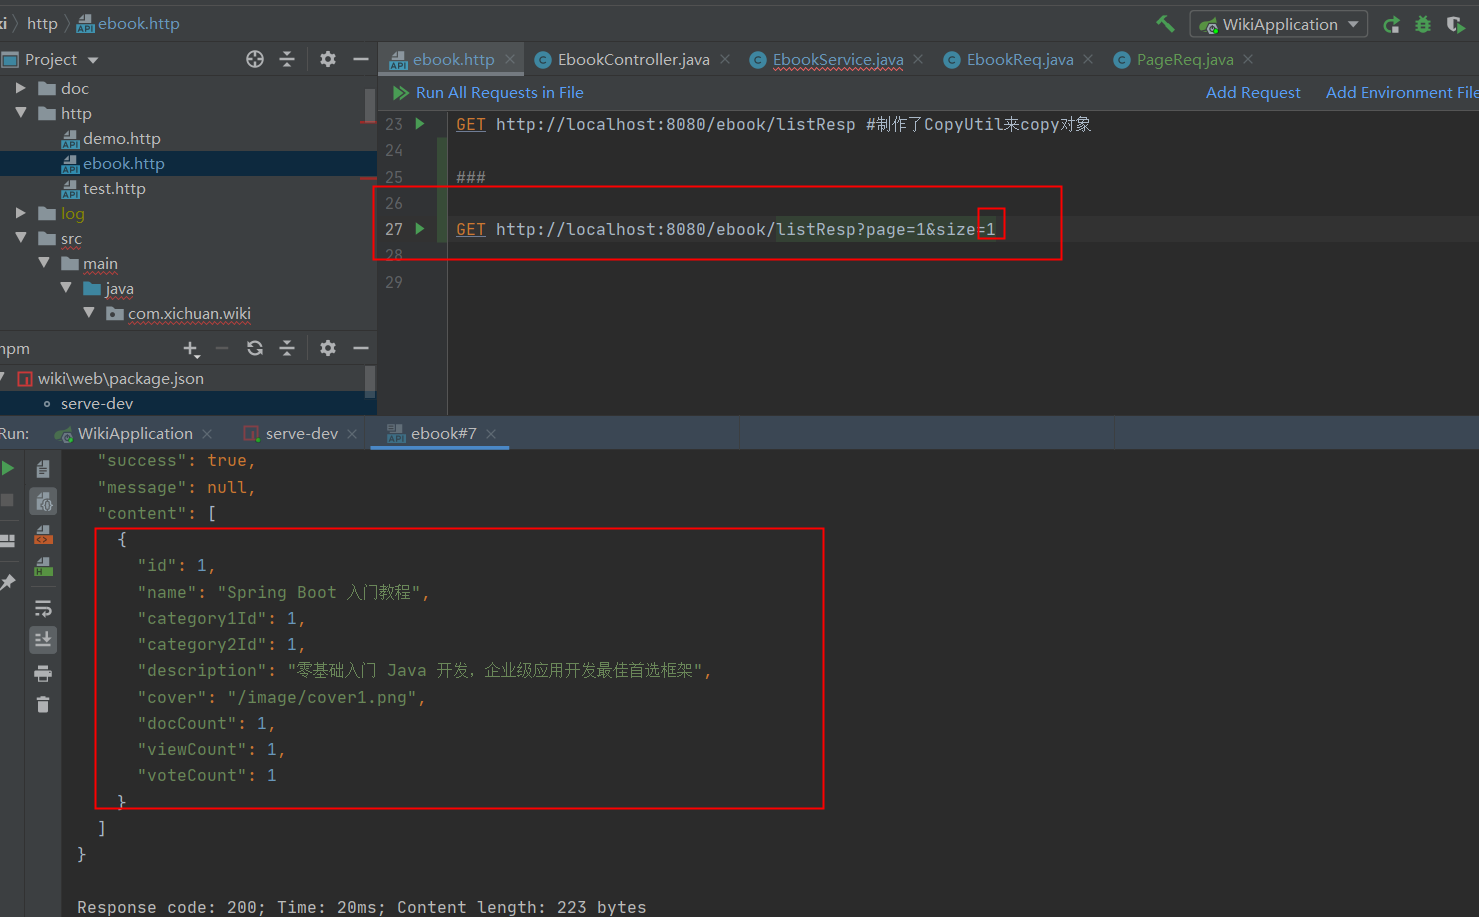 ki > http > ebook.http
WikiApplication
Project
ebook.http
EbookController.java
EbookService.java
EbookReq.java
PageReq.java
Run All Requests in File
Add Request
Add Environment File
doc
http
demo.http
ebook.http
test.http
log
src
main
java
com.xichuan.wiki
23 GET http://localhost:8080/ebook/listResp #制作了CopyUtil来copy对象
24
25 ###
26
27 GET http://localhost:8080/ebook/listResp?page=1&size=1
28
29
npm
wiki\web\package.json
serve-dev
Run:
WikiApplication
serve-dev
ebook#7
"success": true,
"message": null,
"content": [
{
"id": 1,
"name": "Spring Boot 入门教程",
"category1Id": 1,
"category2Id": 1,
"description": "零基础入门 Java 开发，企业级应用开发最佳首选框架",
"cover": "/image/cover1.png",
"docCount": 1,
"viewCount": 1,
"voteCount": 1
}
]
}
Response code: 200; Time: 20ms; Content length: 223 bytes